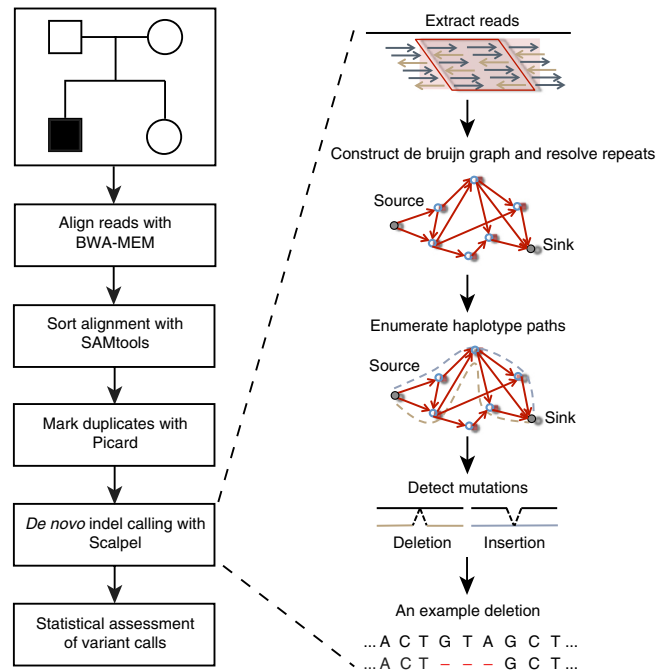 Align reads with
BWA-MEM
Sort alignment with
SAMtools
Mark duplicates with
Picard
De novo indel calling with
Scalpel
Statistical assessment
of variant calls
Extract reads
Construct de bruijn graph and resolve repeats
Source
Sink
Enumerate haplotype paths
Source
Sink
Detect mutations
Deletion
Insertion
An example deletion
... A C T G T A G C T ...
... A C T – – – G C T ...